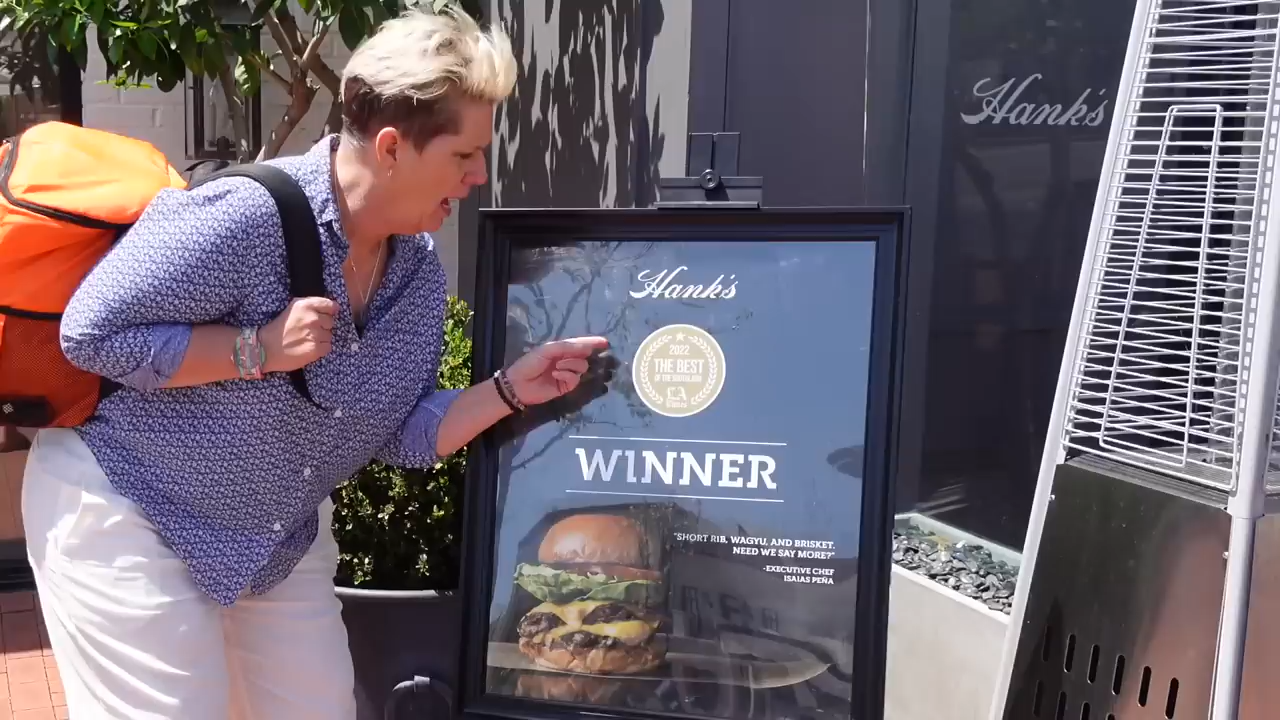 Hank's
Hank's
2022
THE BEST
WINNER
"SHORT RIB, WAGYU, AND BRISKET.
NEED WE SAY MORE?"
-EXECUTIVE CHEF
ISAIAS PEÑA